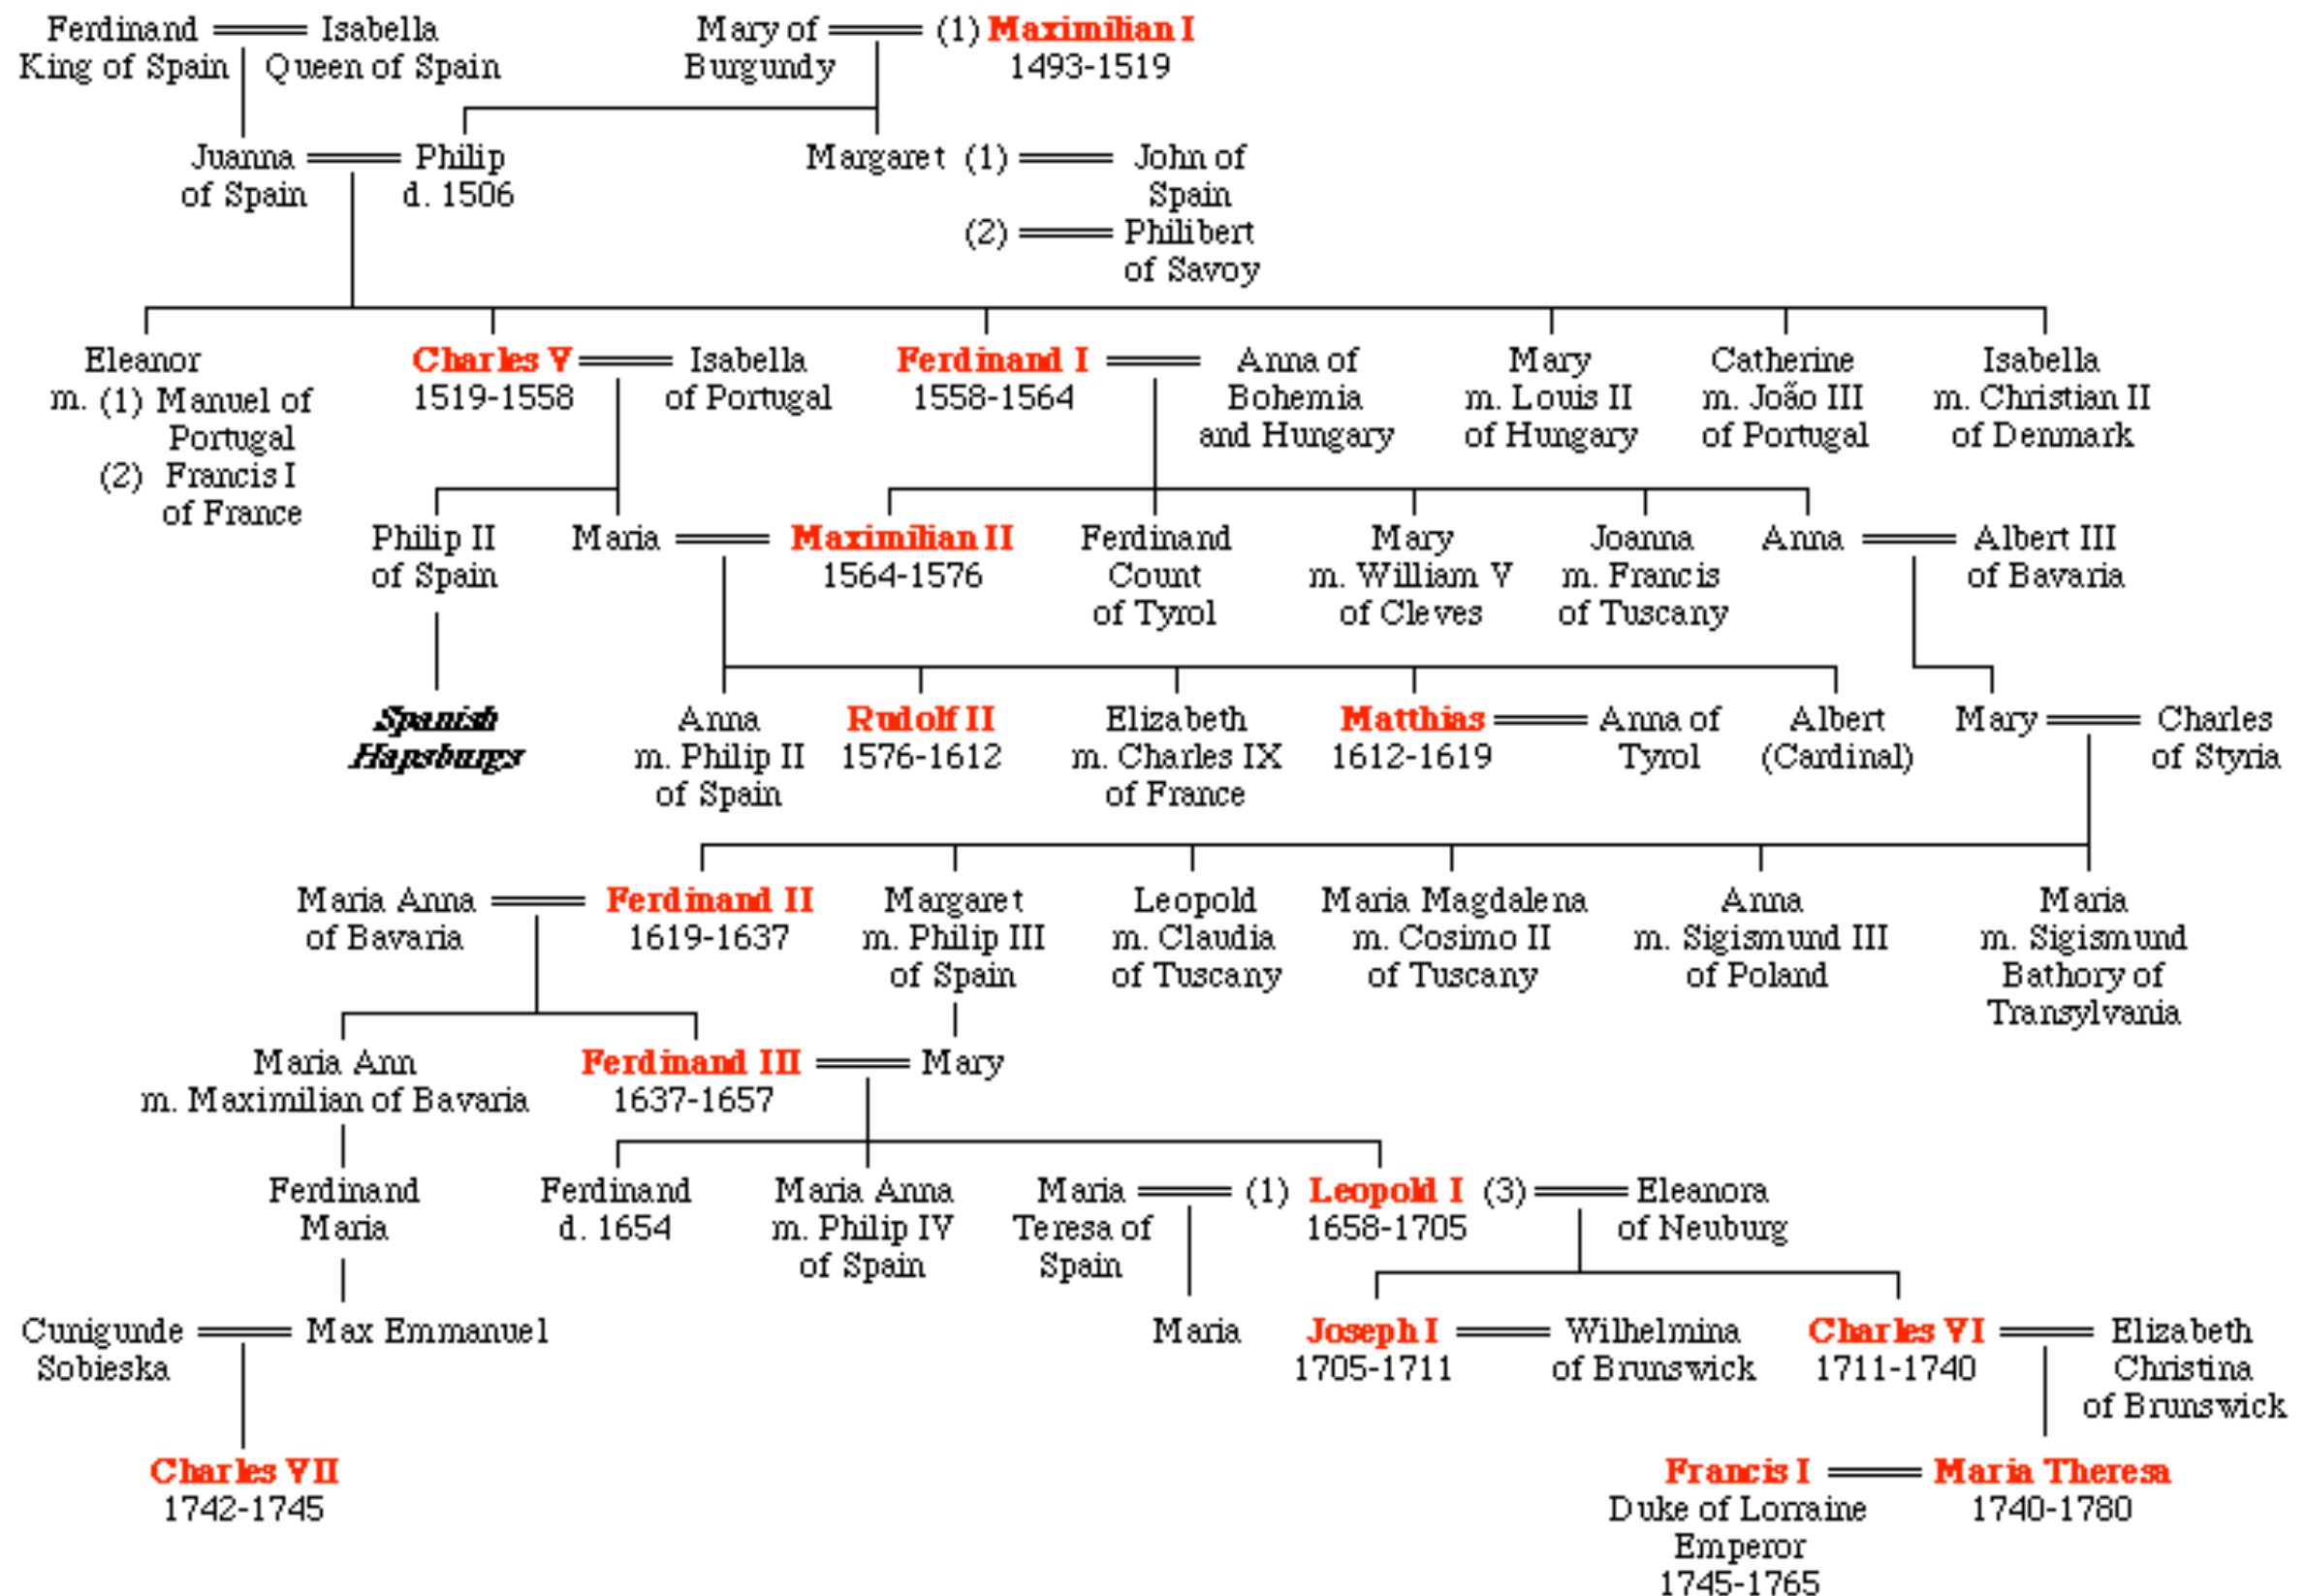 Ferdinand Isabella Mary of (1) Maximilian I
King of Spain Queen of Spain Burgundy 1493-1519
Juanna Philip Margaret (1) John of
of Spain d. 1506 Spain
(2) Philibert
of Savoy
Eleanor Charles V Isabella Ferdinand I Anna of Mary Catherine Isabella
m. (1) Manuel of 1519-1558 of Portugal 1558-1564 Bohemia m. Louis II m. João III m. Christian II
Portugal and Hungary of Hungary of Portugal of Denmark
(2) Francis I
of France
Philip II Maria Maximilian II Ferdinand Mary Joanna Anna Albert III
of Spain 1564-1576 Count m. William V m. Francis of Bavaria
of Tyrol of Cleves of Tuscany
Spanish Anna Rudolf II Elizabeth Matthias Anna of Albert Mary Charles
Hapsburgs m. Philip II 1576-1612 m. Charles IX 1612-1619 Tyrol (Cardinal) of Styria
of Spain of France
Maria Anna Ferdinand II Margaret Leopold Maria Magdalena Anna Maria
of Bavaria 1619-1637 m. Philip III m. Claudia m. Cosimo II m. Sigismund III m. Sigismund
of Spain of Tuscany of Tuscany of Poland Bathory of
Transylvania
Maria Ann Ferdinand III Mary
m. Maximilian of Bavaria 1637-1657
Ferdinand Ferdinand Maria Anna Maria (1) Leopold I (3) Eleanora
Maria d. 1654 m. Philip IV Teresa of 1658-1705 of Neuburg
of Spain Spain
Cunigunde Max Emmanuel Maria Joseph I Wilhelmina Charles VI Elizabeth
Sobieska 1705-1711 of Brunswick 1711-1740 Christina
of Brunswick
Charles VII Francis I Maria Theresa
1742-1745 Duke of Lorraine 1740-1780
Emperor
1745-1765